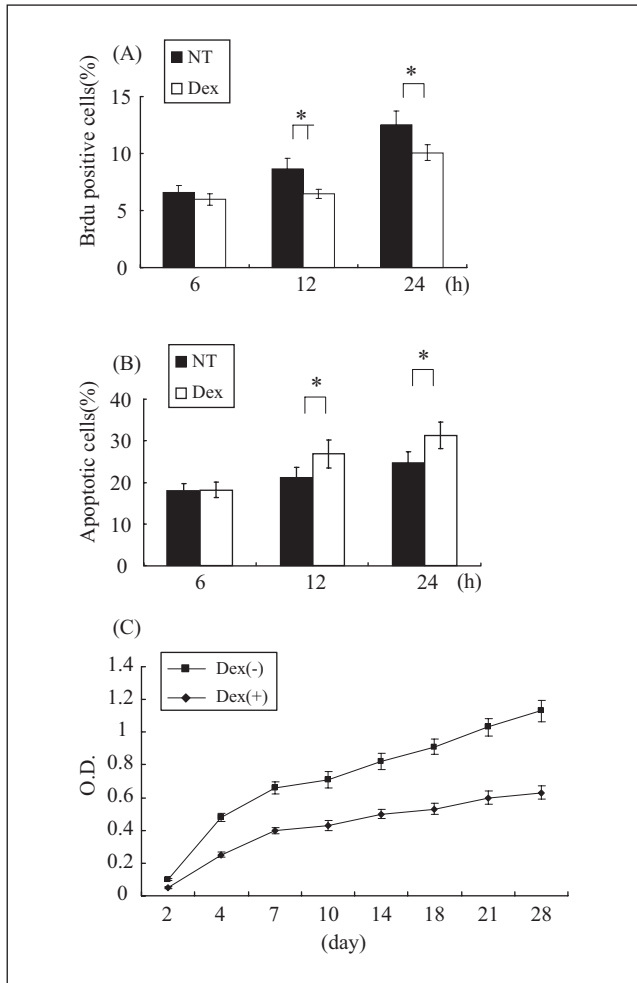 (A)
NT
Dex
Brdu positive cells(%)
15
10
5
0
*
*
6 12 24 (h)
(B)
NT
Dex
Apoptotic cells(%)
40
30
20
10
0
*
*
6 12 24 (h)
(C)
Dex(-)
Dex(+)
O.D.
1.4
1.2
1
0.8
0.6
0.4
0.2
0
2 4 7 10 14 18 21 28
(day)